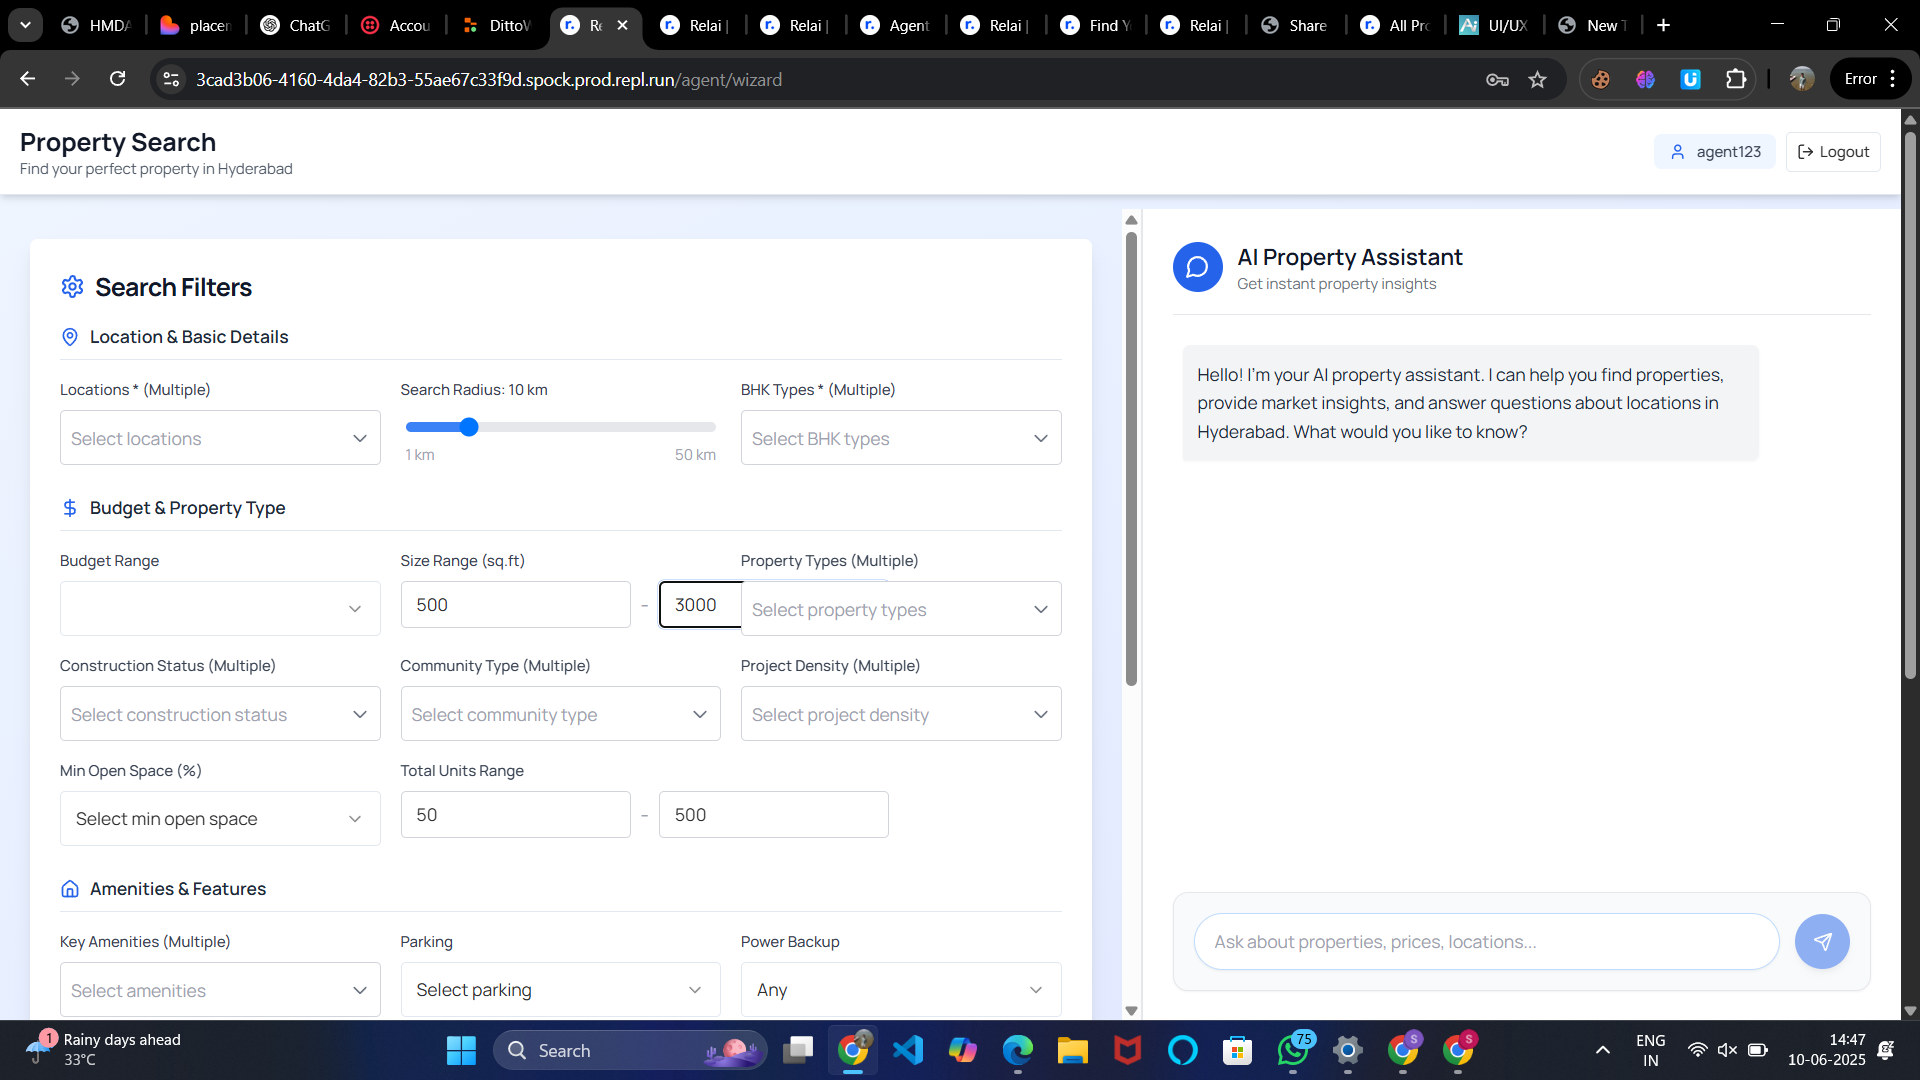 HMDA
placen
ChatG
Accou
DittoW
Re
Relai |
Relai |
Agent
Relai |
Find Y
Relai |
Share
All Pro
UI/UX
New T
3cad3b06-4160-4da4-82b3-55ae67c33f9d.spock.prod.repl.run/agent/wizard
Error
Property Search
Find your perfect property in Hyderabad
agent123
Logout
Search Filters
Location & Basic Details
Locations * (Multiple)
Search Radius: 10 km
BHK Types * (Multiple)
Select locations
1 km
50 km
Select BHK types
Budget & Property Type
Budget Range
Size Range (sq.ft)
Property Types (Multiple)
500
-
3000
Select property types
Construction Status (Multiple)
Community Type (Multiple)
Project Density (Multiple)
Select construction status
Select community type
Select project density
Min Open Space (%)
Total Units Range
Select min open space
50
-
500
Amenities & Features
Key Amenities (Multiple)
Parking
Power Backup
Select amenities
Select parking
Any
AI Property Assistant
Get instant property insights
Hello! I'm your AI property assistant. I can help you find properties,
provide market insights, and answer questions about locations in
Hyderabad. What would you like to know?
Ask about properties, prices, locations...
1
Rainy days ahead
33°C
Search
75
S
S
ENG
IN
14:47
10-06-2025